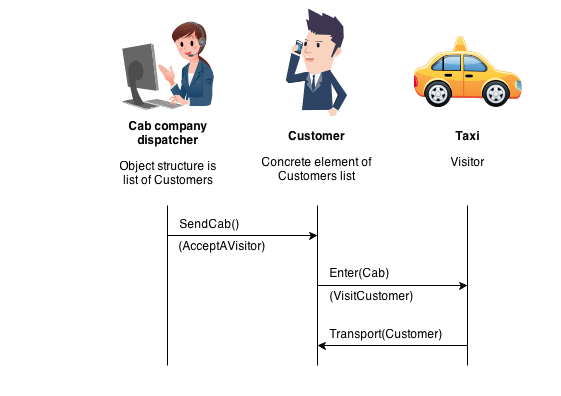 Cab company
dispatcher
Object structure is
list of Customers
Customer
Concrete element of
Customers list
Taxi
Visitor
SendCab()
(AcceptAVisitor)
Enter(Cab)
(VisitCustomer)
Transport(Customer)